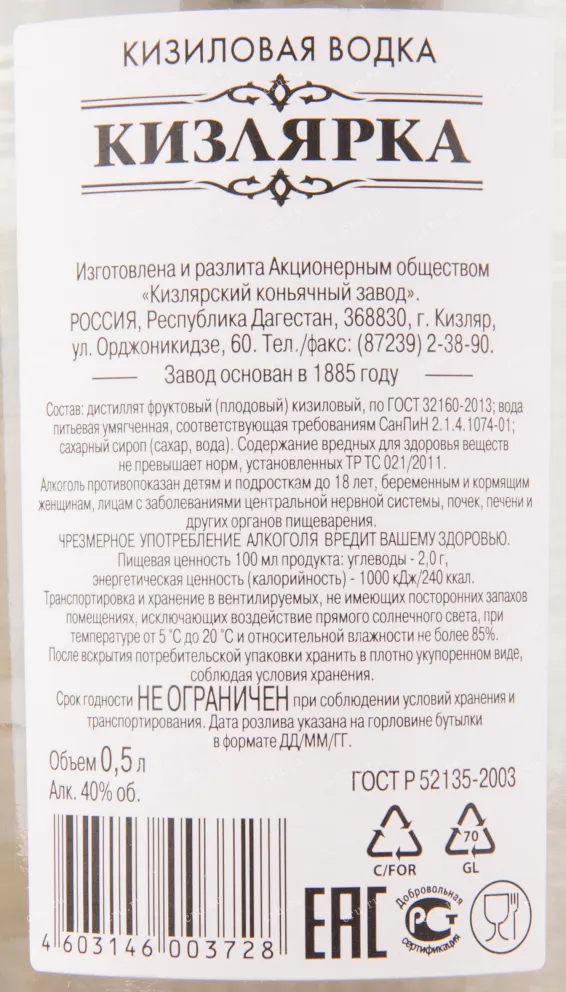 КИЗИЛОВАЯ ВОДКА
КИЗЛЯРКА
Изготовлена и разлита Акционерным обществом
«Кизлярский коньячный завод».
РОССИЯ, Республика Дагестан, 368830, г. Кизляр,
ул. Орджоникидзе, 60. Тел./факс: (87239) 2-38-90.
Завод основан в 1885 году
Состав: дистиллят фруктовый (плодовый) кизиловый, по ГОСТ 32160-2013; вода
питьевая умягченная, соответствующая требованиям СанПиН 2.1.4.1074-01;
сахарный сироп (сахар, вода). Содержание вредных для здоровья веществ
не превышает норм, установленных ТР ТС 021/2011.
Алкоголь противопоказан детям и подросткам до 18 лет, беременным и кормящим
женщинам, лицам с заболеваниями центральной нервной системы, почек, печени и
других органов пищеварения.
ЧРЕЗМЕРНОЕ УПОТРЕБЛЕНИЕ АЛКОГОЛЯ ВРЕДИТ ВАШЕМУ ЗДОРОВЬЮ.
Пищевая ценность 100 мл продукта: углеводы - 2,0 г,
энергетическая ценность (калорийность) - 1000 кДж/240 ккал.
Транспортировка и хранение в вентилируемых, не имеющих посторонних запахов
помещениях, исключающих воздействие прямого солнечного света, при
температуре от 5 °С до 20 °С и относительной влажности не более 85%.
После вскрытия потребительской упаковки хранить в плотно укупоренном виде,
соблюдая условия хранения.
Срок годности НЕ ОГРАНИЧЕН при соблюдении условий хранения и
транспортирования. Дата розлива указана на горловине бутылки
в формате ДД/ММ/ГГ.
Объем 0,5 л
Алк. 40% об.
ГОСТ Р 52135-2003
C/FOR
70
GL
4 603146 003728
ЕАС
Добровольная
РСТ
сертификация